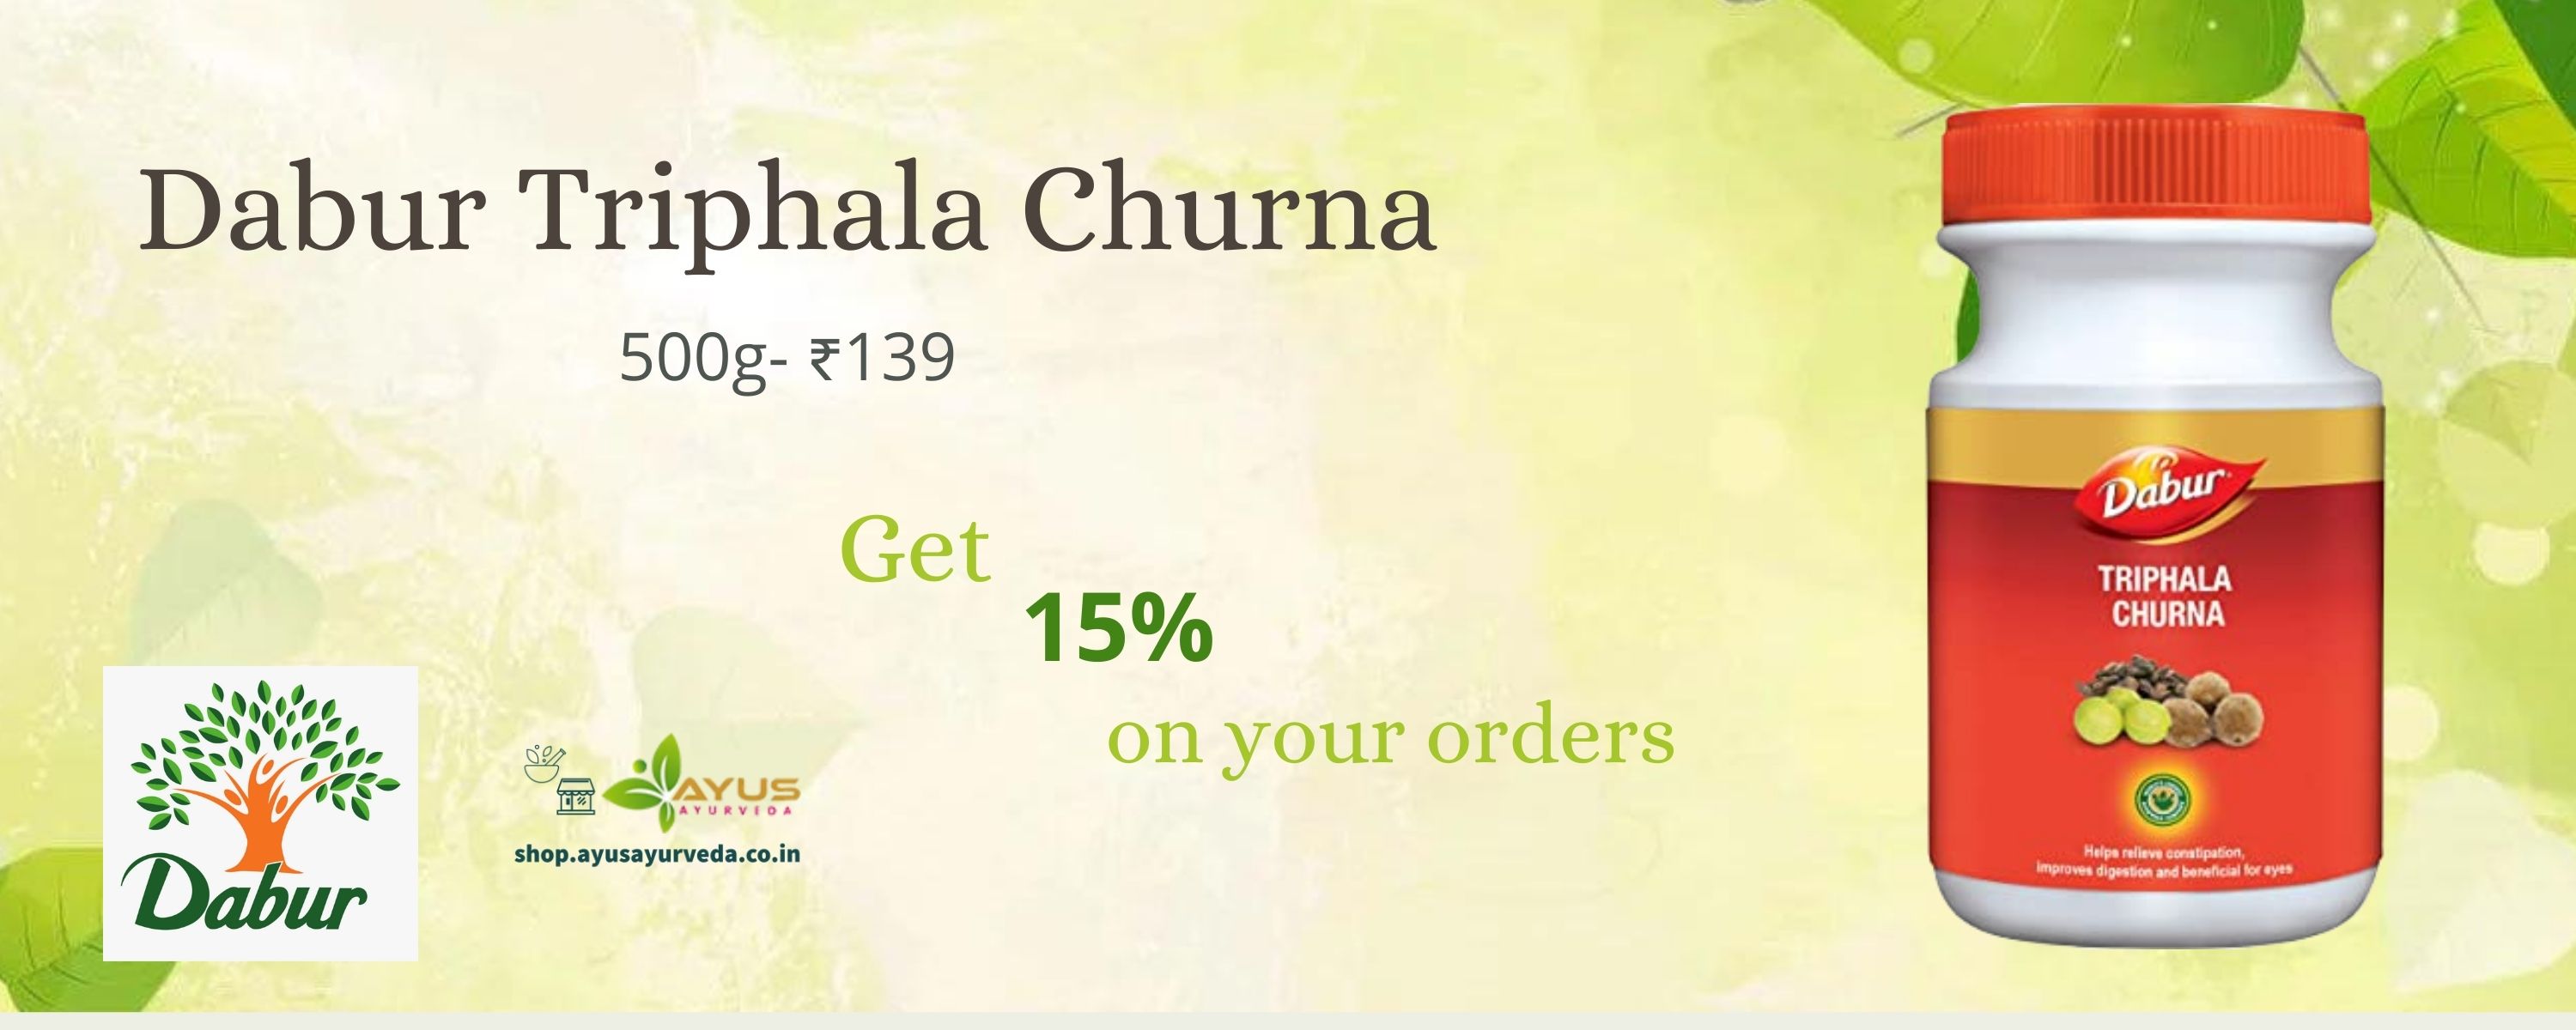 Dabur Triphala Churna
500g- ₹139
Get
15%
on your orders
Dabur
AYUS
AYURVEDA
shop.ayusayurveda.co.in
Dabur
TRIPHALA
CHURNA
Helps relieve constipation,
improves digestion and beneficial for eyes